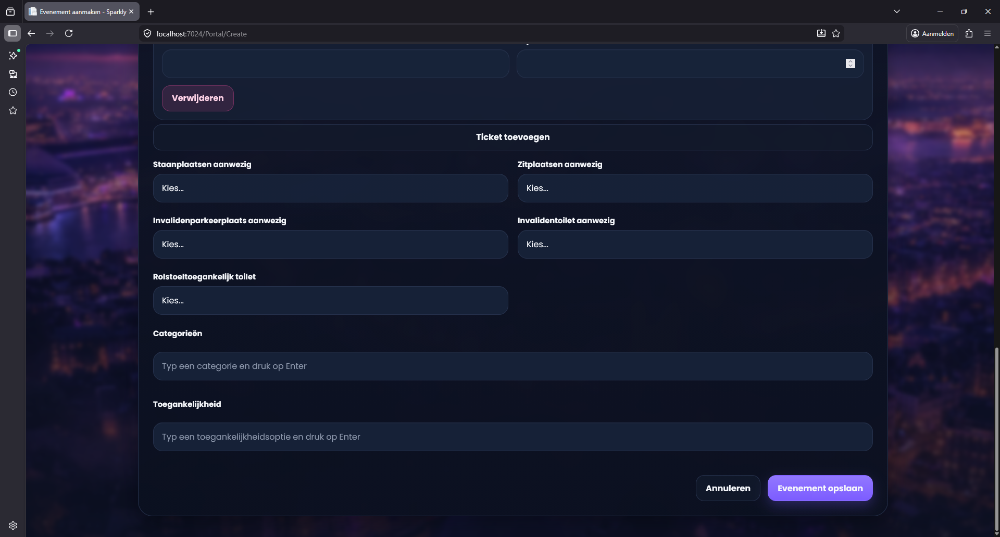 Evenement aanmaken - Sparkly
localhost:7024/Portal/Create
Aanmelden
Verwijderen
Ticket toevoegen
Staanplaatsen aanwezig
Zitplaatsen aanwezig
Kies...
Kies...
Invalidenparkeerplaats aanwezig
Invalidentoilet aanwezig
Kies...
Kies...
Rolstoeltoegankelijk toilet
Kies...
Categorieën
Typ een categorie en druk op Enter
Toegankelijkheid
Typ een toegankelijkheidsoptie en druk op Enter
Annuleren
Evenement opslaan